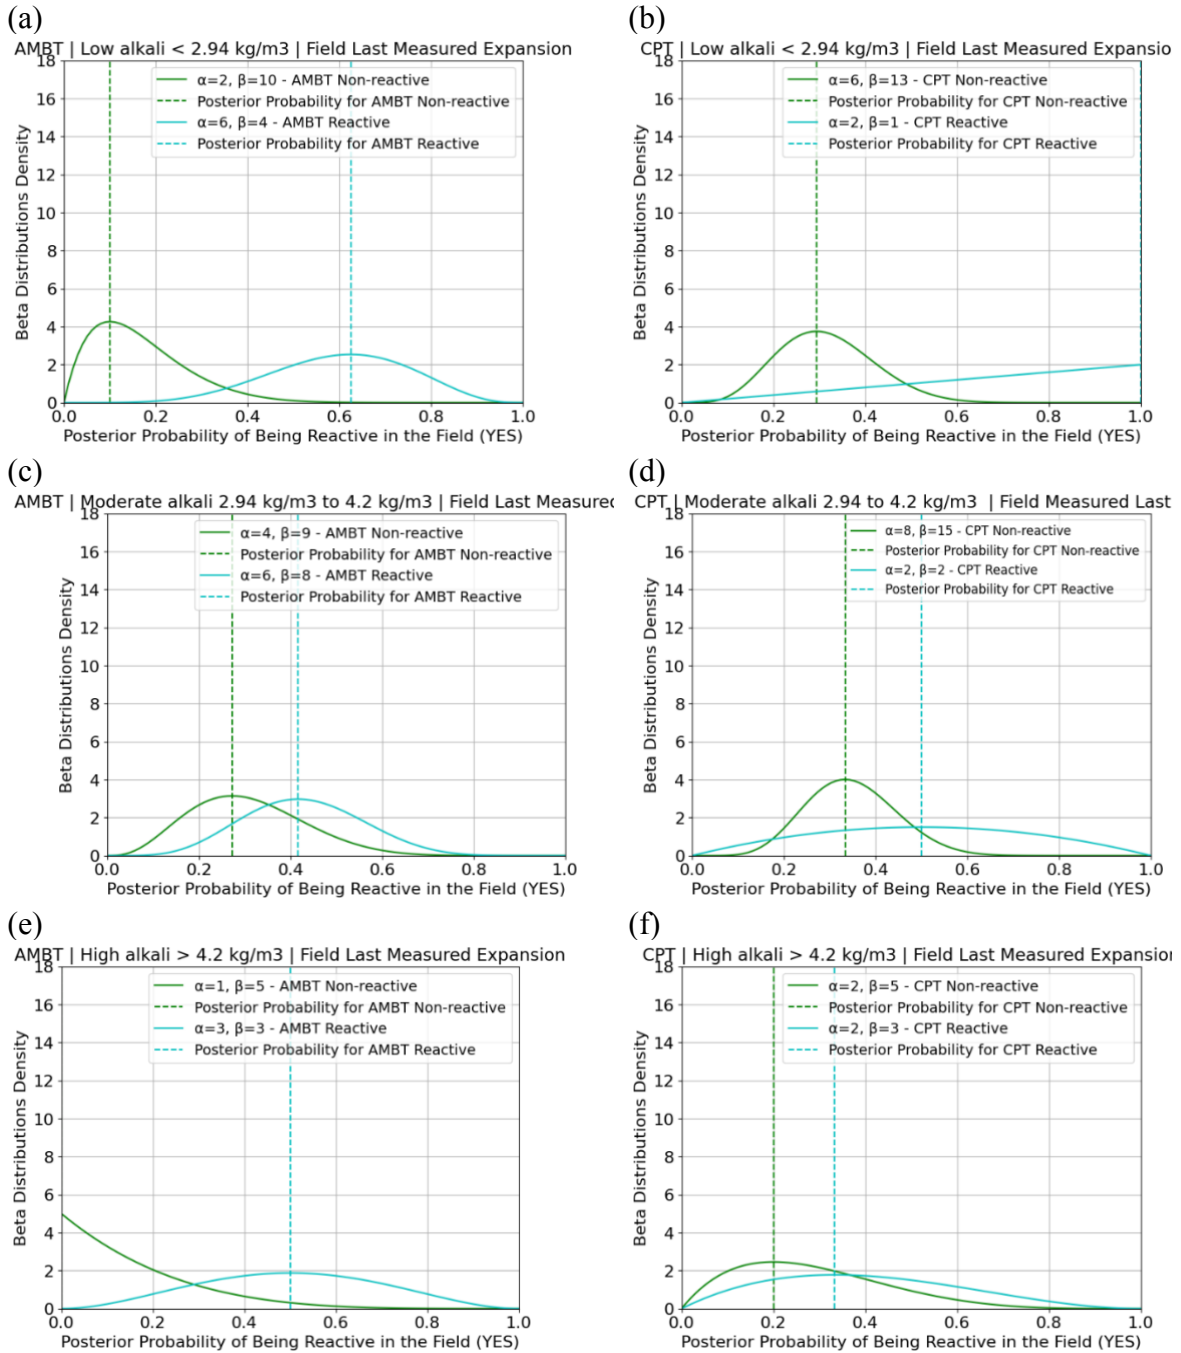 (a)
AMBT | Low alkali < 2.94 kg/m3 | Field Last Measured Expansion
18
16
14
12
10
8
6
4
2
0
Beta Distributions Density
α=2, β=10 - AMBT Non-reactive
Posterior Probability for AMBT Non-reactive
α=6, β=4 - AMBT Reactive
Posterior Probability for AMBT Reactive
0.0 0.2 0.4 0.6 0.8 1.0
Posterior Probability of Being Reactive in the Field (YES)
(b)
CPT | Low alkali < 2.94 kg/m3 | Field Last Measured Expansio
18
16
14
12
10
8
6
4
2
0
Beta Distributions Density
α=6, β=13 - CPT Non-reactive
Posterior Probability for CPT Non-reactive
α=2, β=1 - CPT Reactive
Posterior Probability for CPT Reactive
0.0 0.2 0.4 0.6 0.8 1.0
Posterior Probability of Being Reactive in the Field (YES)
(c)
AMBT | Moderate alkali 2.94 kg/m3 to 4.2 kg/m3 | Field Last Measured
18
16
14
12
10
8
6
4
2
0
Beta Distributions Density
α=4, β=9 - AMBT Non-reactive
Posterior Probability for AMBT Non-reactive
α=6, β=8 - AMBT Reactive
Posterior Probability for AMBT Reactive
0.0 0.2 0.4 0.6 0.8 1.0
Posterior Probability of Being Reactive in the Field (YES)
(d)
CPT | Moderate alkali 2.94 to 4.2 kg/m3 | Field Measured Last
18
16
14
12
10
8
6
4
2
0
Beta Distributions Density
α=8, β=15 - CPT Non-reactive
Posterior Probability for CPT Non-reactive
α=2, β=2 - CPT Reactive
Posterior Probability for CPT Reactive
0.0 0.2 0.4 0.6 0.8 1.0
Posterior Probability of Being Reactive in the Field (YES)
(e)
AMBT | High alkali > 4.2 kg/m3 | Field Last Measured Expansion
18
16
14
12
10
8
6
4
2
0
Beta Distributions Density
α=1, β=5 - AMBT Non-reactive
Posterior Probability for AMBT Non-reactive
α=3, β=3 - AMBT Reactive
Posterior Probability for AMBT Reactive
0.0 0.2 0.4 0.6 0.8 1.0
Posterior Probability of Being Reactive in the Field (YES)
(f)
CPT | High alkali > 4.2 kg/m3 | Field Last Measured Expansion
18
16
14
12
10
8
6
4
2
0
Beta Distributions Density
α=2, β=5 - CPT Non-reactive
Posterior Probability for CPT Non-reactive
α=2, β=3 - CPT Reactive
Posterior Probability for CPT Reactive
0.0 0.2 0.4 0.6 0.8 1.0
Posterior Probability of Being Reactive in the Field (YES)